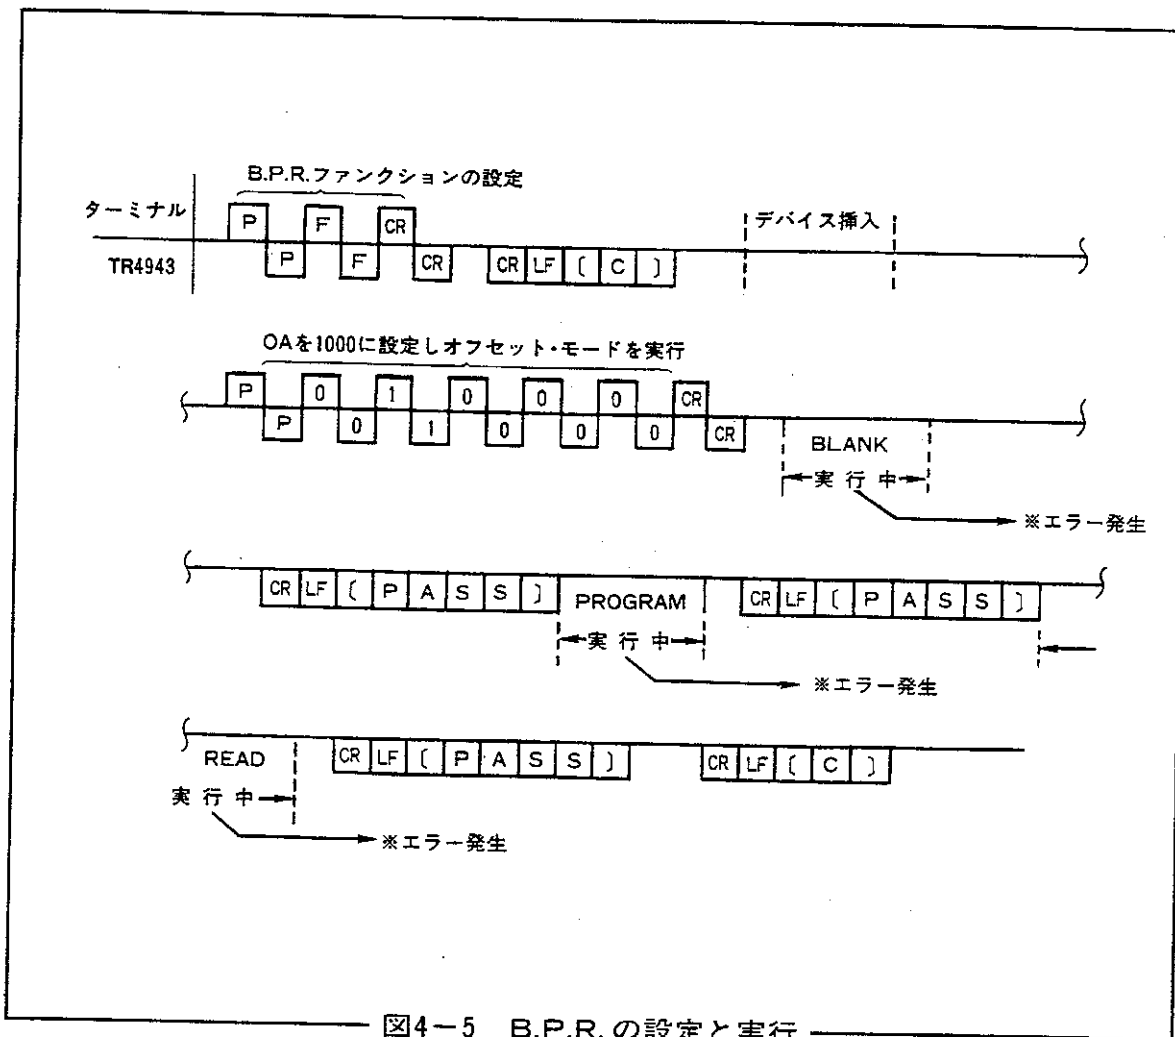 B.P.R.ファンクションの設定
ターミナル
P F CR
TR4943
P F CR CR LF [ C ]
デバイス挿入
OAを1000に設定しオフセット・モードを実行
P 0 1 0 0 0 CR
P 0 1 0 0 0 CR
BLANK
実行中
※エラー発生
CR LF [ P A S S ]
PROGRAM
実行中
※エラー発生
CR LF [ P A S S ]
READ
実行中
※エラー発生
CR LF [ P A S S ]
CR LF [ C ]
図4-5 B.P.R.の設定と実行